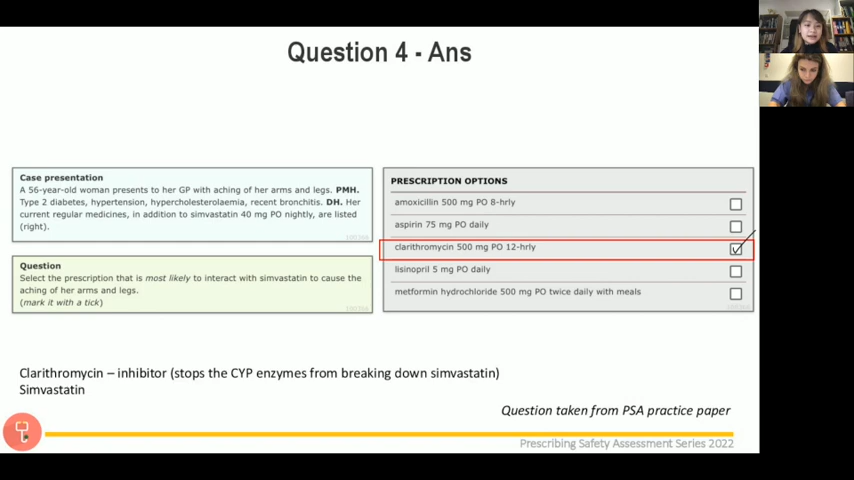 Question 4 - Ans
Case presentation
A 56-year-old woman presents to her GP with aching of her arms and legs. PMH.
Type 2 diabetes, hypertension, hypercholesterolaemia, recent bronchitis. DH. Her
current regular medicines, in addition to simvastatin 40 mg PO nightly, are listed
(right).
Question
Select the prescription that is most likely to interact with simvastatin to cause the
aching of her arms and legs.
(mark it with a tick)
PRESCRIPTION OPTIONS
amoxicillin 500 mg PO 8-hrly
aspirin 75 mg PO daily
clarithromycin 500 mg PO 12-hrly
lisinopril 5 mg PO daily
metformin hydrochloride 500 mg PO twice daily with meals
Clarithromycin – inhibitor (stops the CYP enzymes from breaking down simvastatin)
Simvastatin
Question taken from PSA practice paper
Prescribing Safety Assessment Series 2022